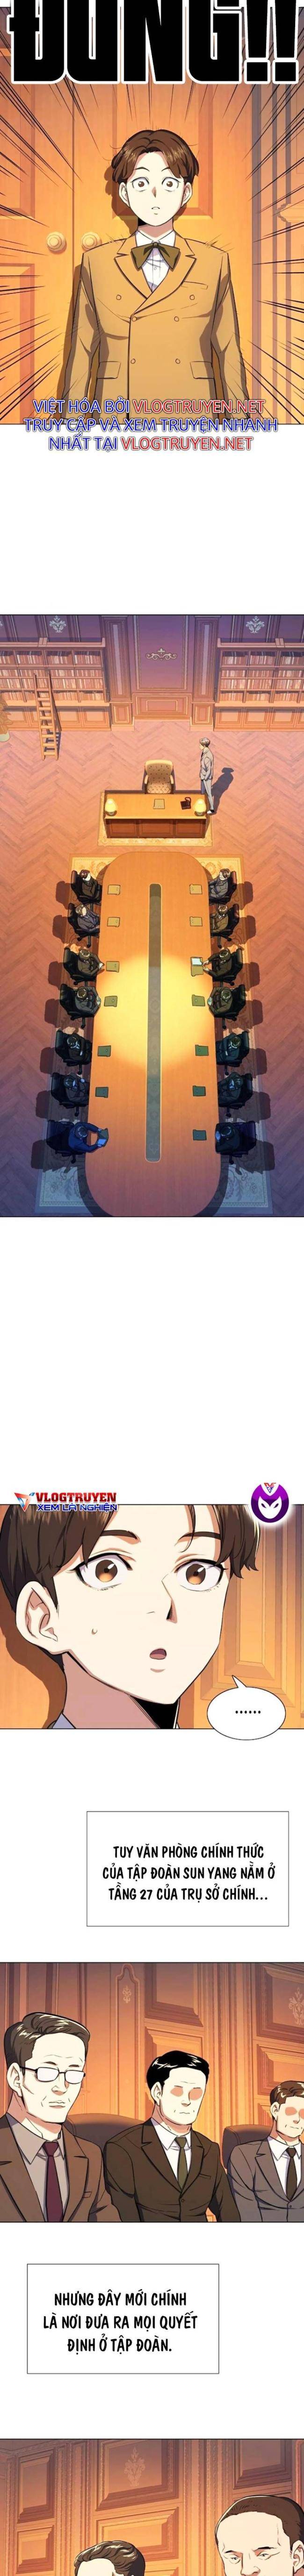 ĐÙNG!!
VIỆT HÓA BỞI VLOGTRUYEN.NET
TRUY CẬP VÀ XEM TRUYỆN NHANH
NHẤT TẠI VLOGTRUYEN.NET
VLOGTRUYEN
XEM LÀ NGHIỆN
......
TUY VĂN PHÒNG CHÍNH THỨC
CỦA TẬP ĐOÀN SUN YANG NẰM Ở
TẦNG 27 CỦA TRỤ SỞ CHÍNH...
NHƯNG ĐÂY MỚI CHÍNH
LÀ NƠI ĐƯA RA MỌI QUYẾT
ĐỊNH Ở TẬP ĐOÀN.